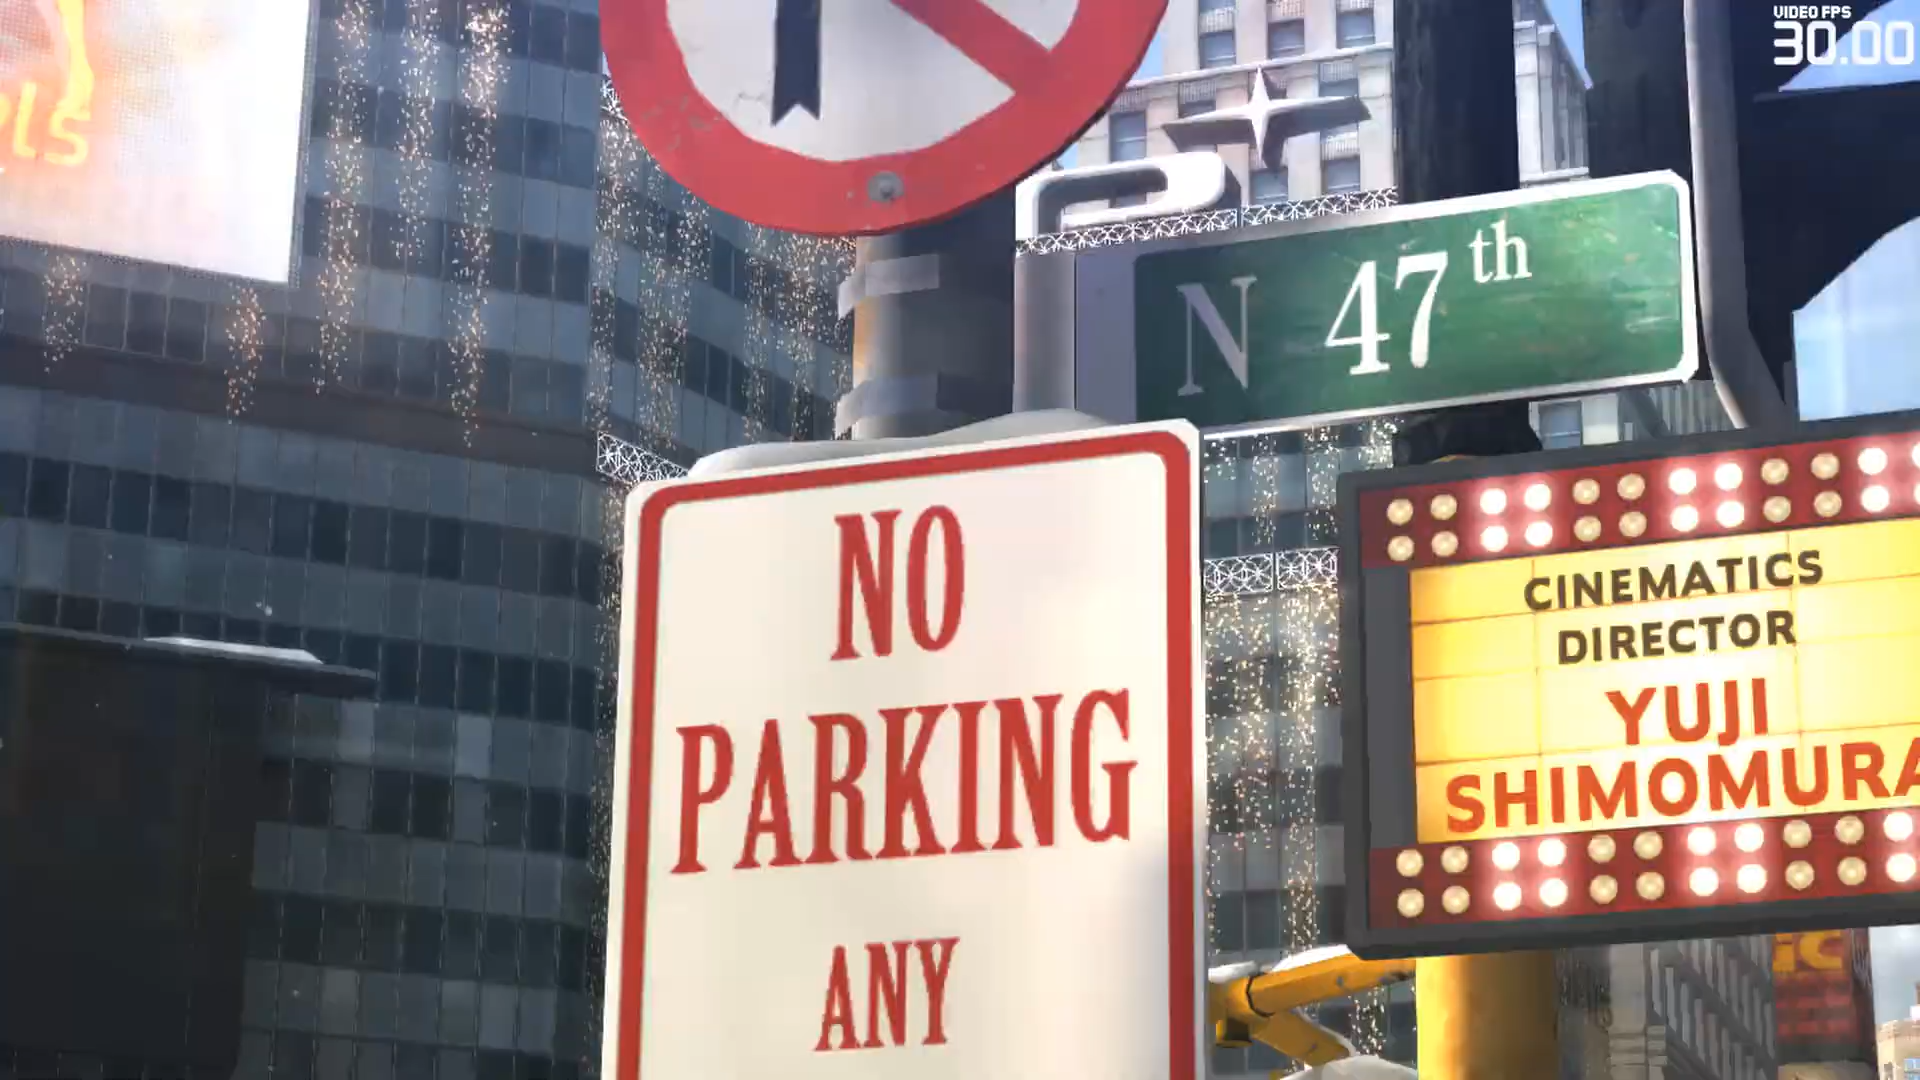 VIDEO FPS
30.00
N 47th
NO
PARKING
ANY
CINEMATICS
DIRECTOR
YUJI
SHIMOMURA